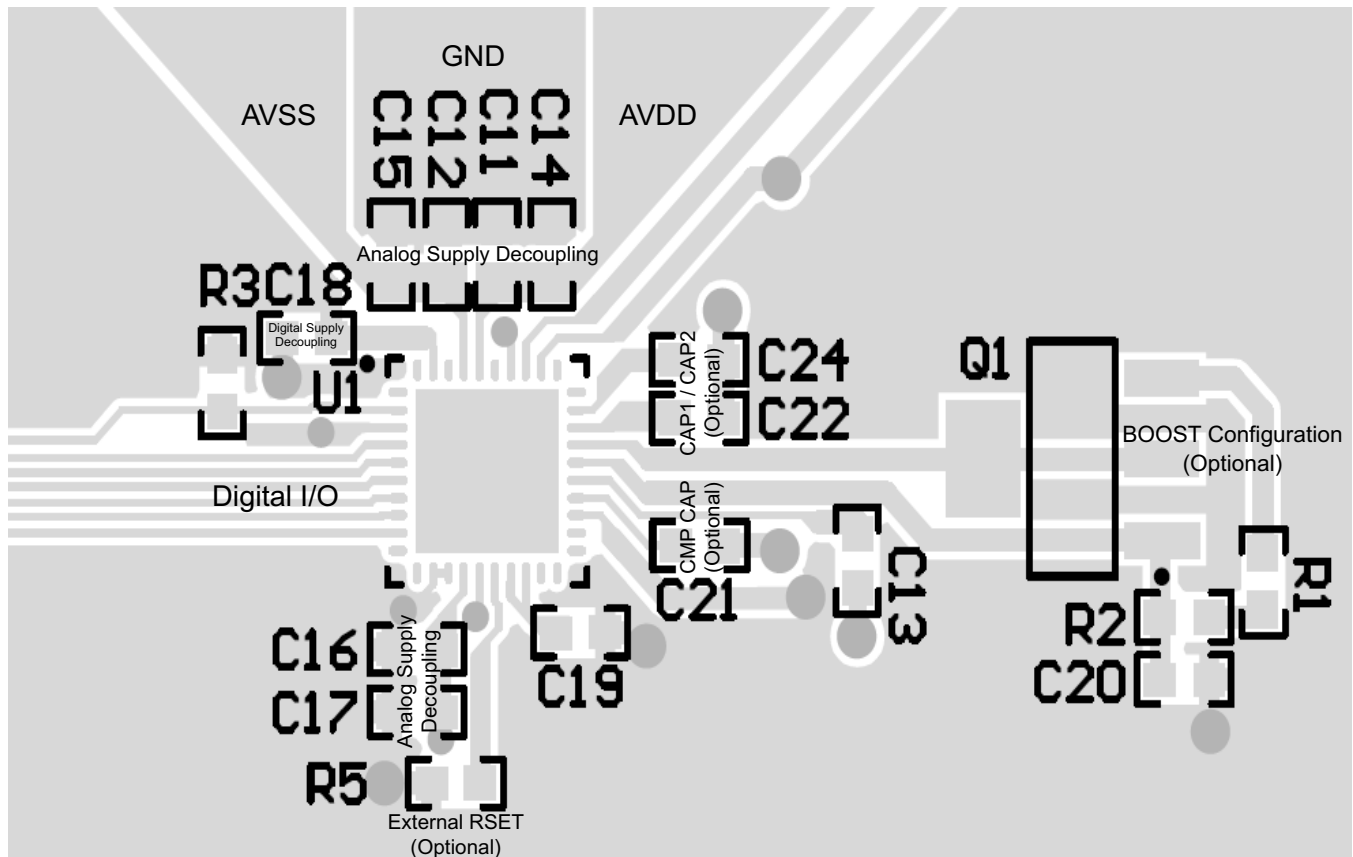 GND
AVSS
AVDD
C15
C12
C11
C14
Analog Supply Decoupling
R3
C18
Digital Supply
Decoupling
U1
CAP1 / CAP2
(Optional)
C24
C22
Q1
BOOST Configuration
(Optional)
Digital I/O
CMP CAP
(Optional)
C21
C13
R1
R2
C20
C16
C17
Analog Supply
Decoupling
C19
R5
External RSET
(Optional)